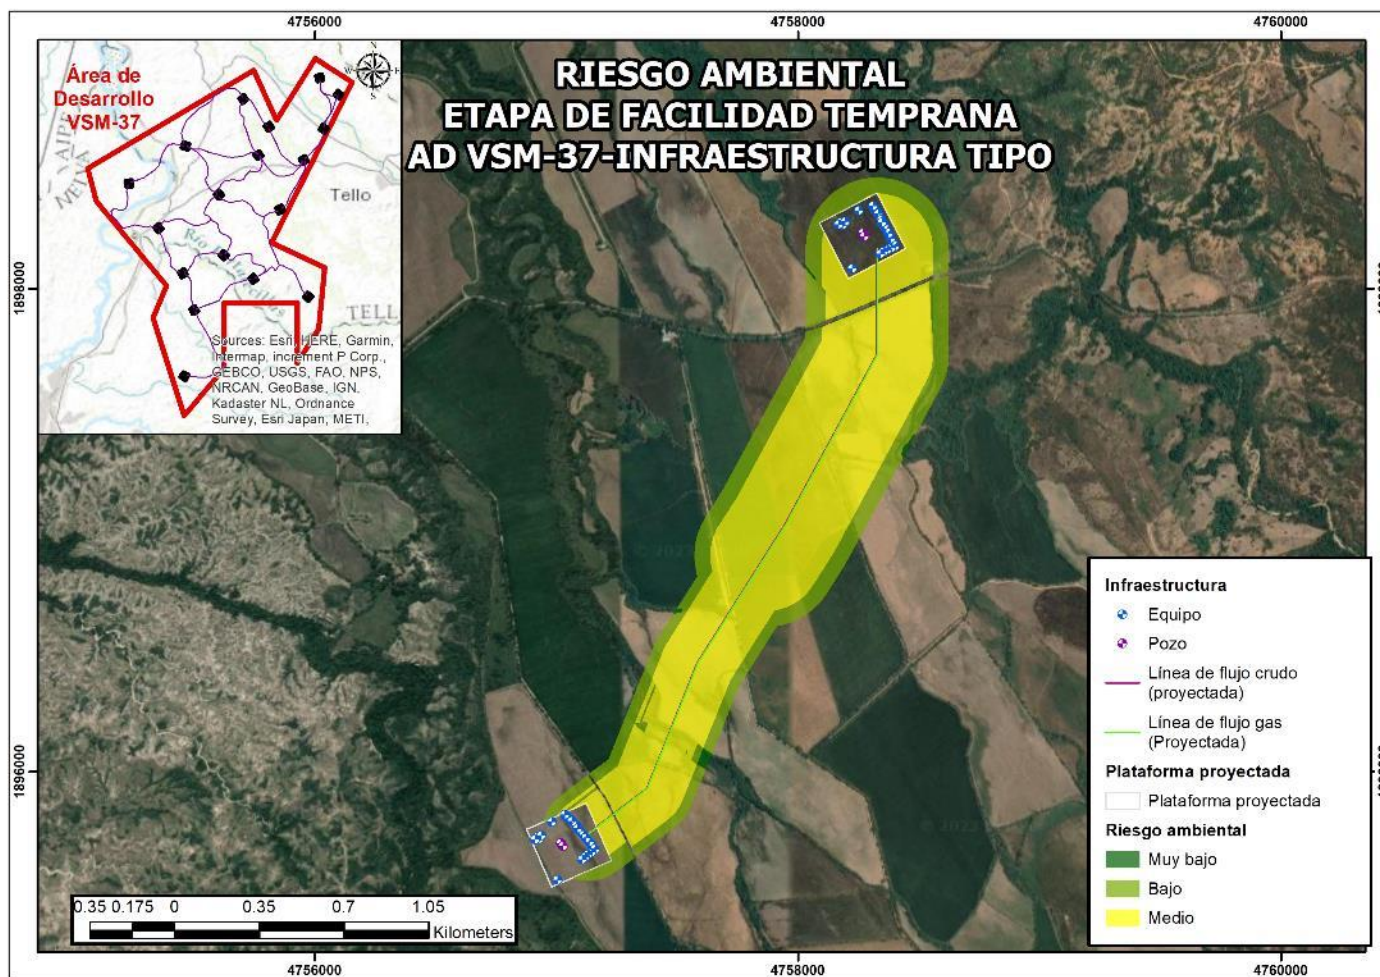 4756000
4758000
4760000
Área de
Desarrollo
VSM-37
N
W
E
S
NEIVA
Tello
Río
TELL
Sources: Esri, HERE, Garmin,
Intermap, increment P Corp.,
GEBCO, USGS, FAO, NPS,
NRCAN, GeoBase, IGN,
Kadaster NL, Ordnance
Survey, Esri Japan, METI,
RIESGO AMBIENTAL
ETAPA DE FACILIDAD TEMPRANA
AD VSM-37-INFRAESTRUCTURA TIPO
1898000
1896000
Infraestructura
Equipo
Pozo
Línea de flujo crudo
(proyectada)
Línea de flujo gas
(Proyectada)
Plataforma proyectada
Plataforma proyectada
Riesgo ambiental
Muy bajo
Bajo
Medio
0.35 0.175 0 0.35 0.7 1.05
Kilometers
4756000
4758000
4760000